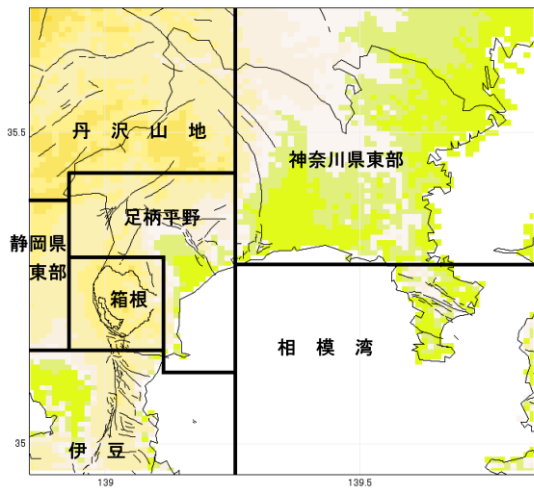 35.5
丹 沢 山 地
神奈川県東部
足柄平野
静岡県
東部
箱根
相 模 湾
35
伊 豆
139
139.5